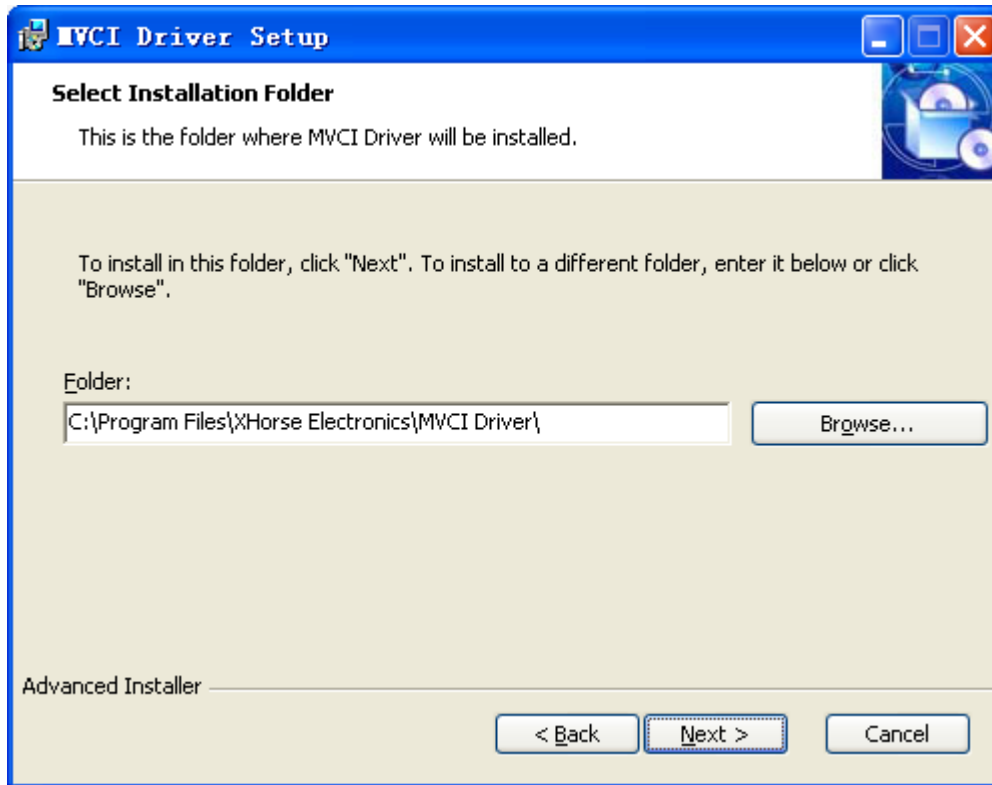 MVCI Driver Setup
Select Installation Folder
This is the folder where MVCI Driver will be installed.
To install in this folder, click "Next". To install to a different folder, enter it below or click
"Browse".
Folder:
C:\Program Files\XHorse Electronics\MVCI Driver\
Browse...
Advanced Installer
< Back
Next >
Cancel